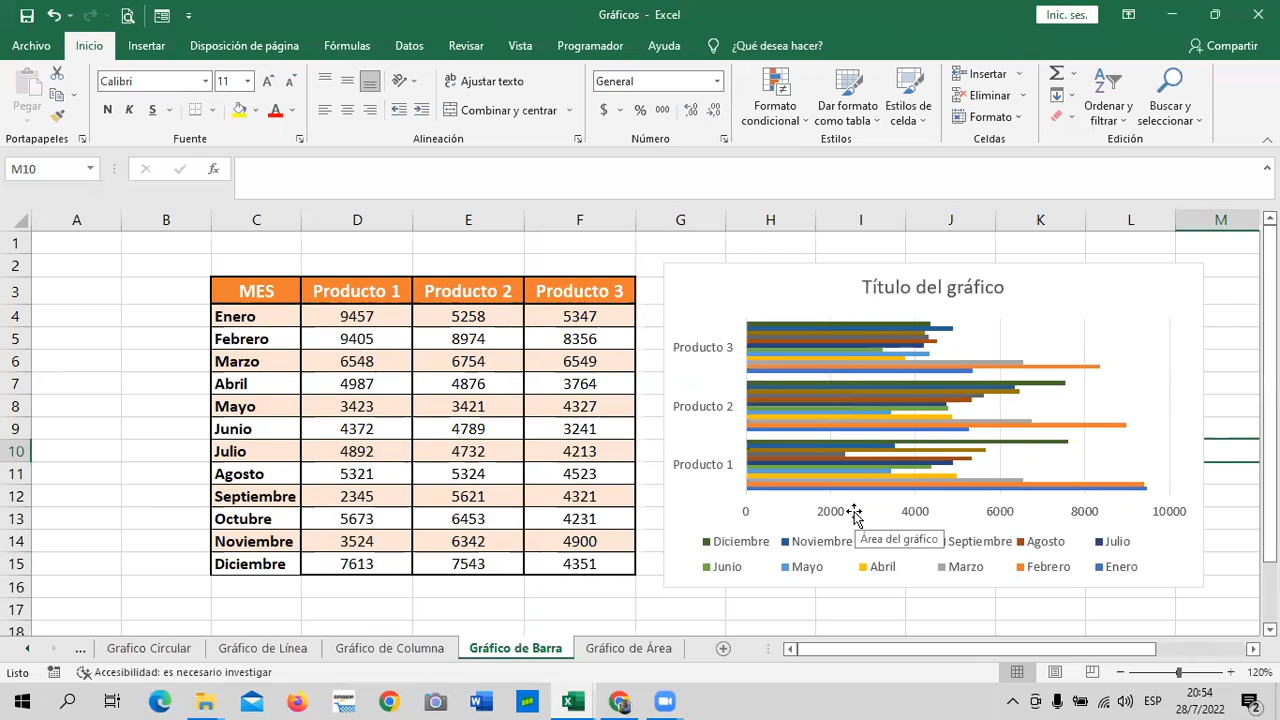 Gráficos - Excel
Inic. ses.
Archivo Inicio Insertar Disposición de página Fórmulas Datos Revisar Vista Programador Ayuda ¿Qué desea hacer? Compartir
Pegar
Calibri 11
N K S
Ajustar texto
Combinar y centrar
General
$ % 000
Formato condicional
Dar formato como tabla
Estilos de celda
Insertar
Eliminar
Formato
Ordenar y filtrar
Buscar y seleccionar
Portapapeles Fuente Alineación Número Estilos Celdas Edición
M10 fx
A B C D E F G H I J K L M
1
2
3 MES Producto 1 Producto 2 Producto 3
4 Enero 9457 5258 5347
5 Febrero 9405 8974 8356
6 Marzo 6548 6754 6549
7 Abril 4987 4876 3764
8 Mayo 3423 3421 4327
9 Junio 4372 4789 3241
10 Julio 4892 4732 4213
11 Agosto 5321 5324 4523
12 Septiembre 2345 5621 4321
13 Octubre 5673 6453 4231
14 Noviembre 3524 6342 4900
15 Diciembre 7613 7543 4351
16
17
18
Título del gráfico
Producto 3
Producto 2
Producto 1
0 2000 4000 6000 8000 10000
Área del gráfico
Diciembre Noviembre Septiembre Agosto Julio
Junio Mayo Abril Marzo Febrero Enero
... Grafico Circular Gráfico de Línea Gráfico de Columna Gráfico de Barra Gráfico de Área
Listo Accesibilidad: es necesario investigar 120%
ESP
20:54
28/7/2022
2